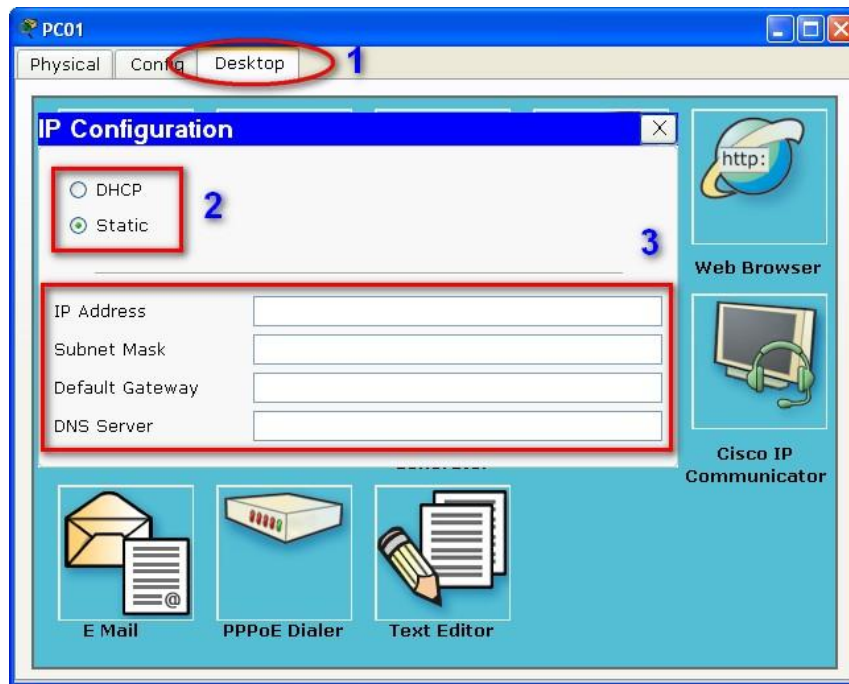 PC01
Physical Config Desktop 1
IP Configuration X
http:
DHCP
Static
2
3
Web Browser
IP Address
Subnet Mask
Default Gateway
DNS Server
Cisco IP
Communicator
@
E Mail PPPoE Dialer Text Editor